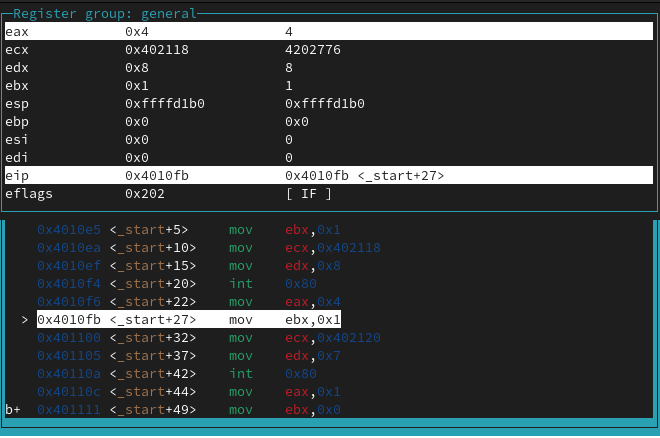 Register group: general
eax 0x4 4
ecx 0x402118 4202776
edx 0x8 8
ebx 0x1 1
esp 0xffffd1b0 0xffffd1b0
ebp 0x0 0x0
esi 0x0 0
edi 0x0 0
eip 0x4010fb 0x4010fb <_start+27>
eflags 0x202 [ IF ]
0x4010e5 <_start+5> mov ebx,0x1
0x4010ea <_start+10> mov ecx,0x402118
0x4010ef <_start+15> mov edx,0x8
0x4010f4 <_start+20> int 0x80
0x4010f6 <_start+22> mov eax,0x4
> 0x4010fb <_start+27> mov ebx,0x1
0x401100 <_start+32> mov ecx,0x402120
0x401105 <_start+37> mov edx,0x7
0x40110a <_start+42> int 0x80
0x40110c <_start+44> mov eax,0x1
b+ 0x401111 <_start+49> mov ebx,0x0